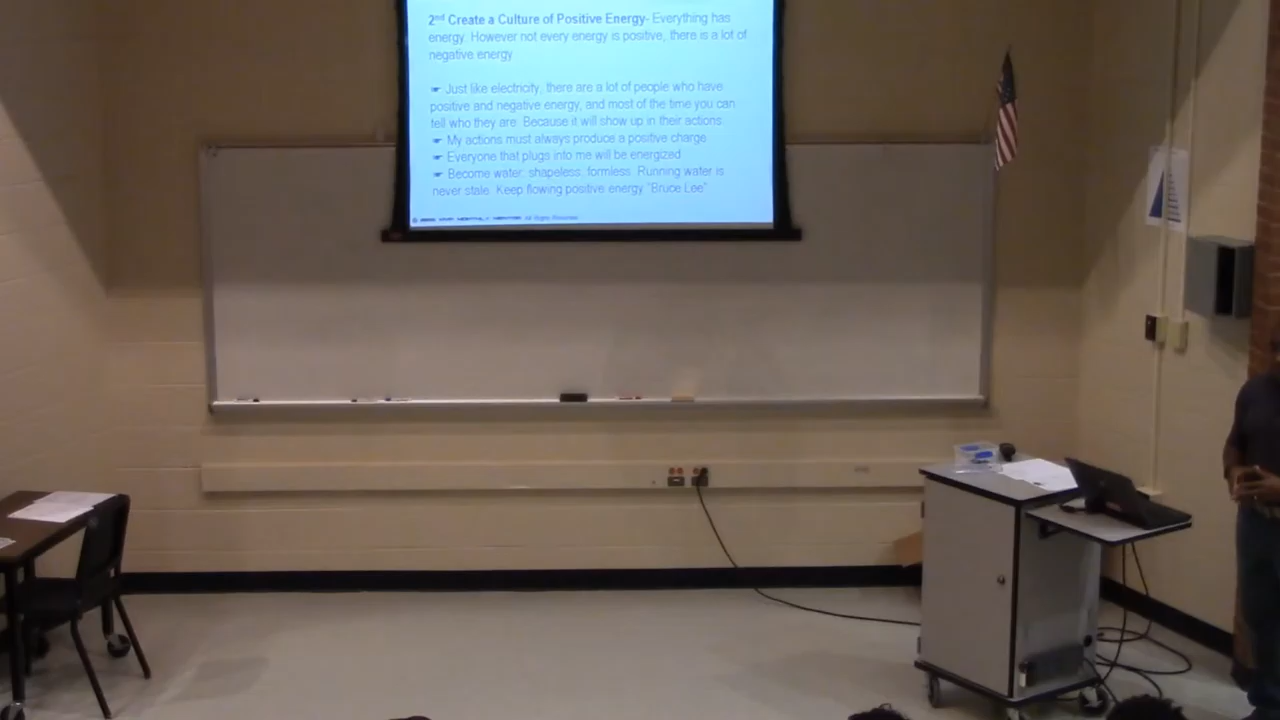 2nd Create a Culture of Positive Energy- Everything has
energy. However not every energy is positive, there is a lot of
negative energy
☛ Just like electricity, there are a lot of people who have
positive and negative energy, and most of the time you can
tell who they are. Because it will show up in their actions.
☛ My actions must always produce a positive charge
☛ Everyone that plugs into me will be energized
☛ Become water: shapeless, formless. Running water is
never stale. Keep flowing positive energy "Bruce Lee"
All Rights Reserved